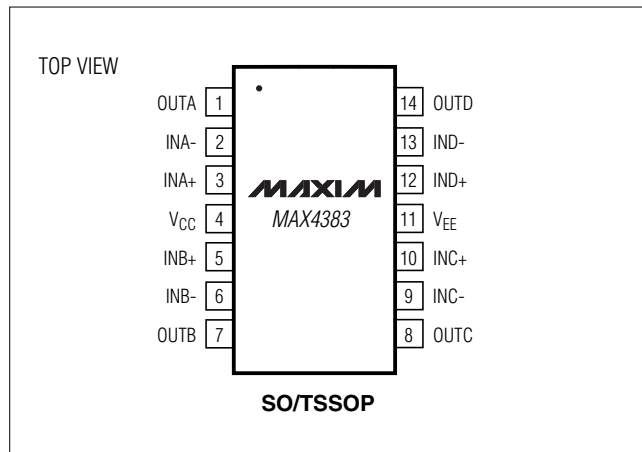 TOP VIEW
OUTA 1 14 OUTD
INA- 2 13 IND-
INA+ 3 12 IND+
MAXIM
VCC 4 MAX4383 11 VEE
INB+ 5 10 INC+
INB- 6 9 INC-
OUTB 7 8 OUTC
SO/TSSOP